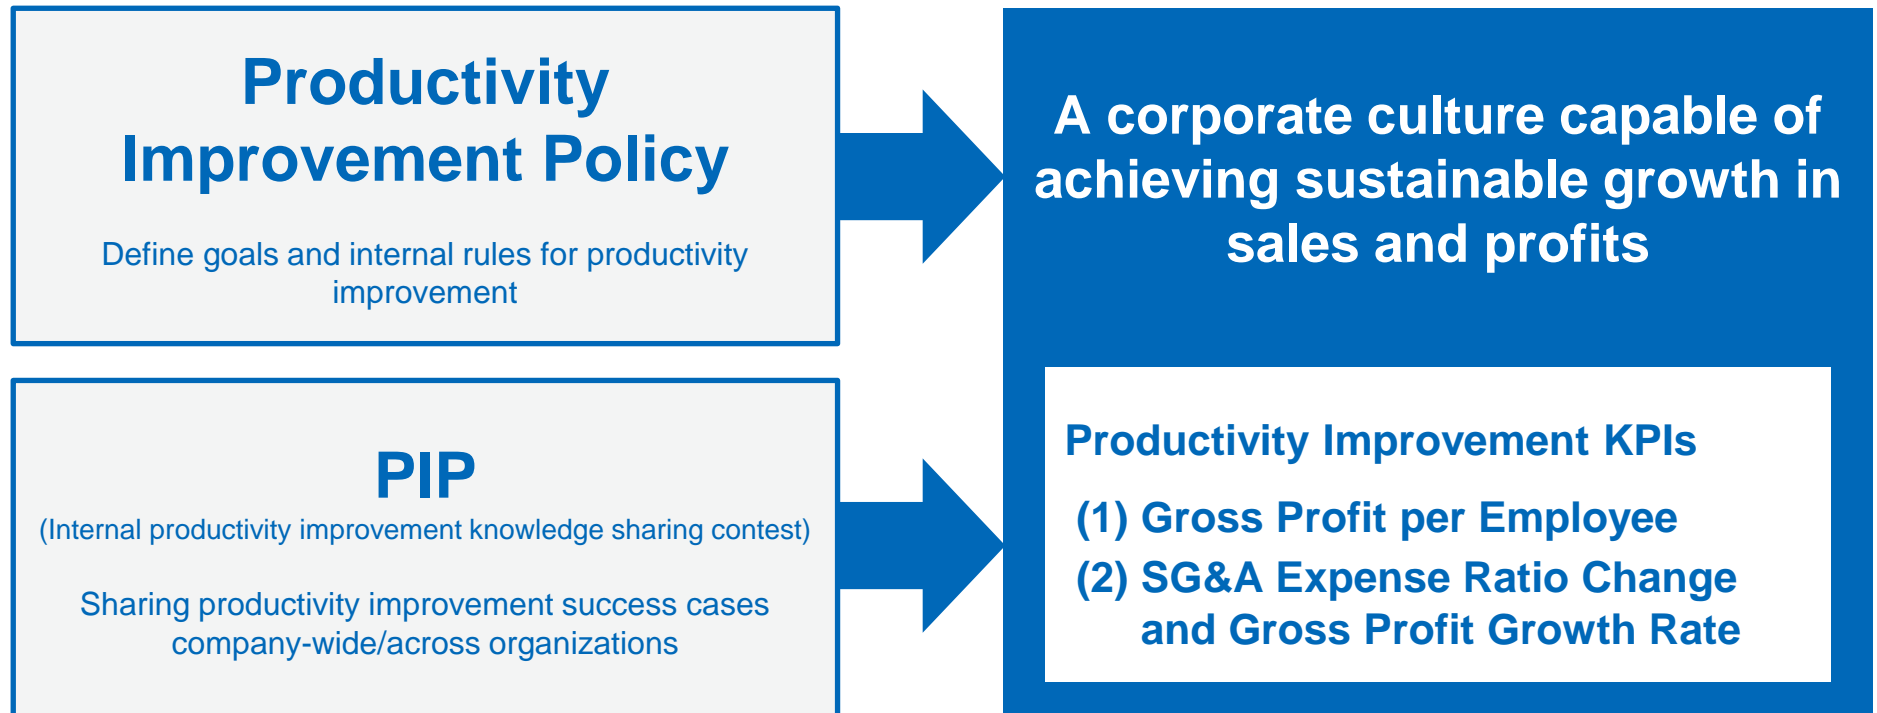 Productivity
Improvement Policy
Define goals and internal rules for productivity
improvement
PIP
(Internal productivity improvement knowledge sharing contest)
Sharing productivity improvement success cases
company-wide/across organizations
A corporate culture capable of
achieving sustainable growth in
sales and profits
Productivity Improvement KPIs
(1) Gross Profit per Employee
(2) SG&A Expense Ratio Change
and Gross Profit Growth Rate